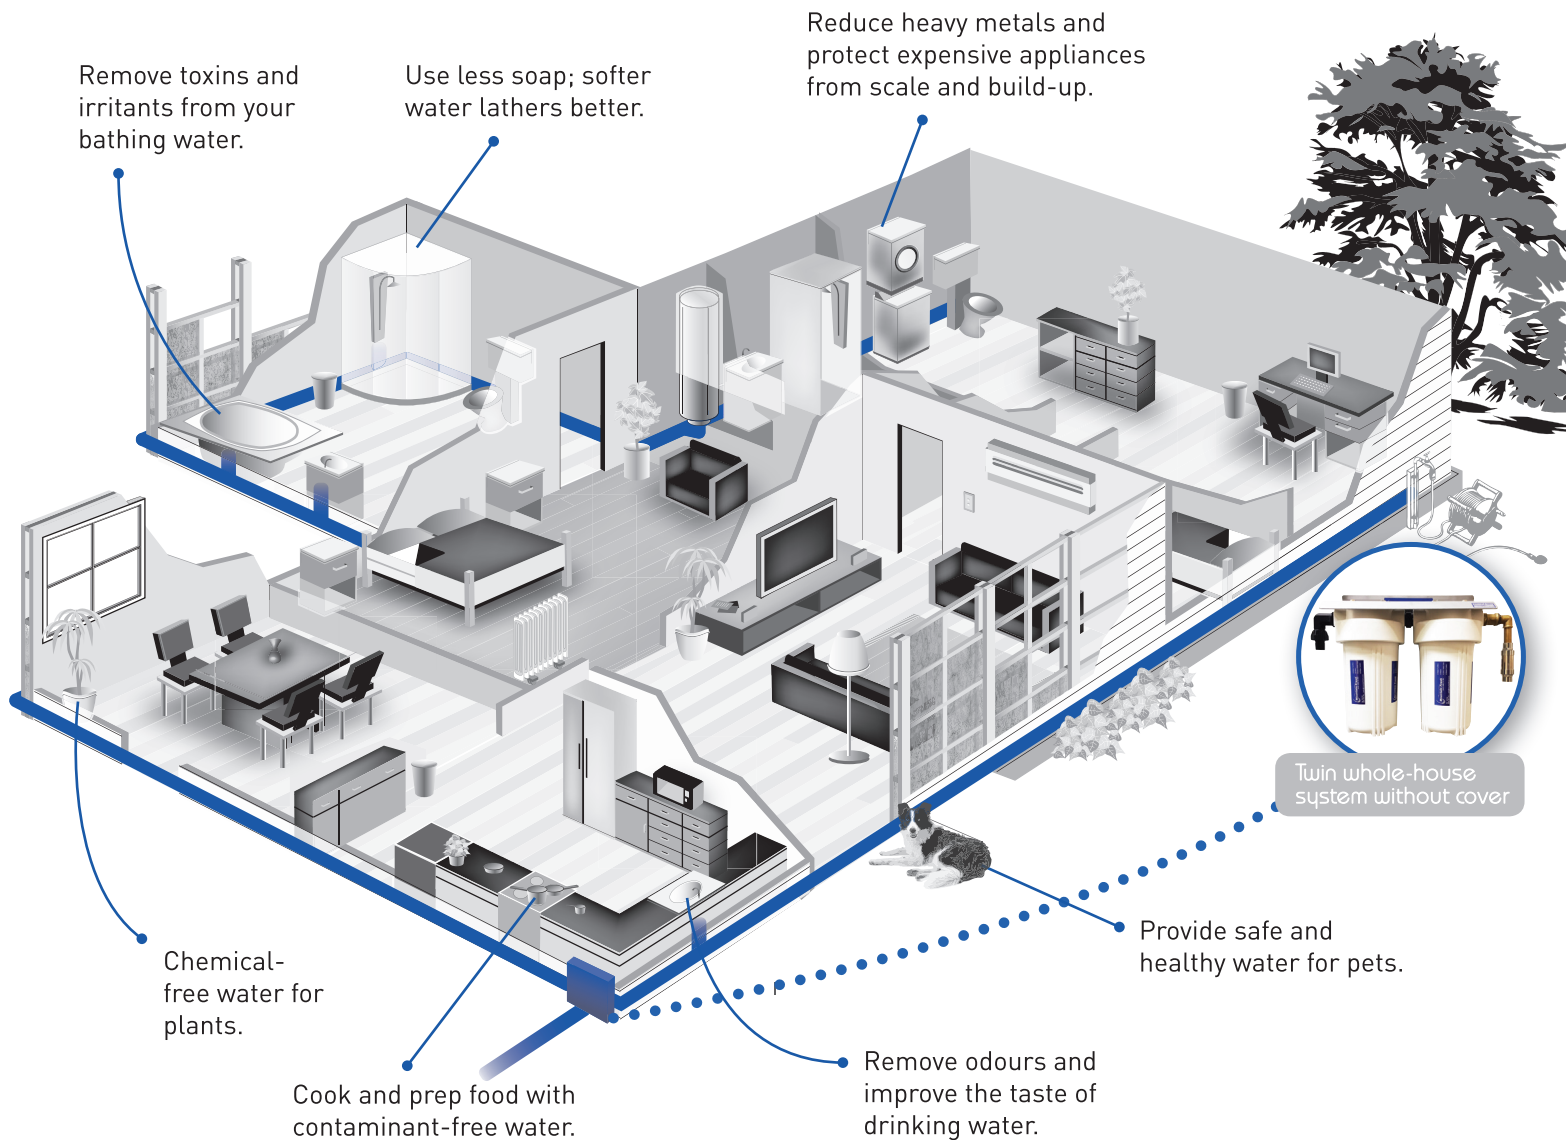 Reduce heavy metals and
protect expensive appliances
from scale and build-up.
Remove toxins and
irritants from your
bathing water.
Use less soap; softer
water lathers better.
Twin whole-house
system without cover
Provide safe and
healthy water for pets.
Chemical-
free water for
plants.
Remove odours and
improve the taste of
drinking water.
Cook and prep food with
contaminant-free water.